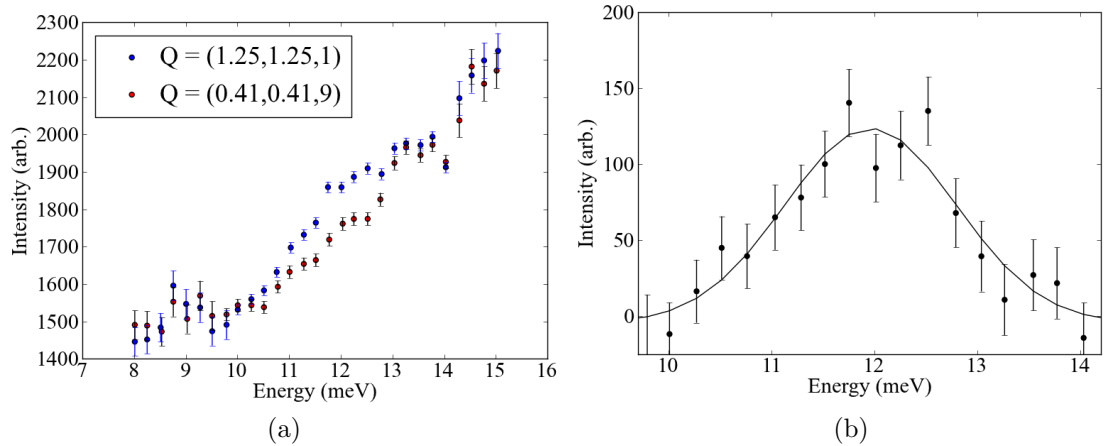 2300
2200
2100
2000
1900
1800
1700
1600
1500
1400
Intensity (arb.)
Q = (1.25,1.25,1)
Q = (0.41,0.41,9)
7 8 9 10 11 12 13 14 15 16
Energy (meV)
(a)
200
150
100
50
0
Intensity (arb.)
10 11 12 13 14
Energy (meV)
(b)